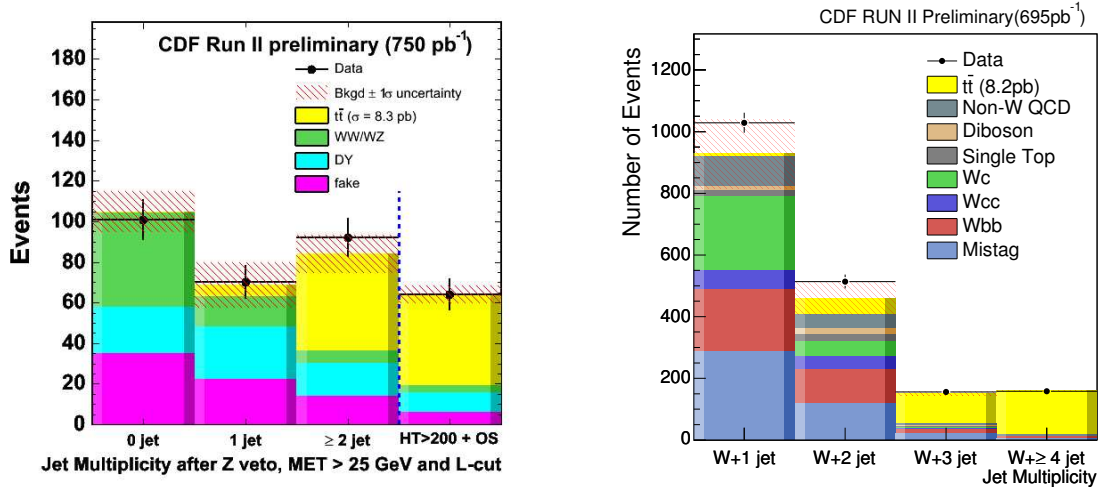 CDF Run II preliminary (750 pb⁻¹)
Data
Bkgd ± 1σ uncertainty
tt̄ (σ = 8.3 pb)
WW/WZ
DY
fake
Events
180
160
140
120
100
80
60
40
20
0
0 jet 1 jet ≥ 2 jet HT>200 + OS
Jet Multiplicity after Z veto, MET > 25 GeV and L-cut
CDF RUN II Preliminary(695pb⁻¹)
Data
tt̄ (8.2pb)
Non-W QCD
Diboson
Single Top
Wc
Wcc
Wbb
Mistag
Number of Events
1200
1000
800
600
400
200
0
W+1 jet W+2 jet W+3 jet W+≥ 4 jet
Jet Multiplicity